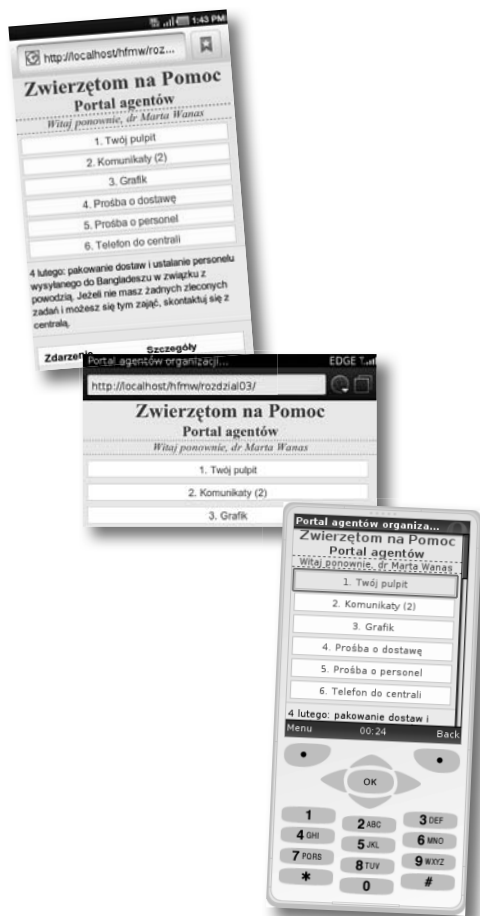 1:43 PM
http://localhost/hfmw/roz...
Zwierzętom na Pomoc
Portal agentów
Witaj ponownie, dr Marta Wanas
1. Twój pulpit
2. Komunikaty (2)
3. Grafik
4. Prośba o dostawę
5. Prośba o personel
6. Telefon do centrali
4 lutego: pakowanie dostaw i ustalanie personelu
wysyłanego do Bangladeszu w związku z
powodzią. Jeżeli nie masz żadnych zleconych
zadań i możesz się tym zająć, skontaktuj się z
centralą.
Zdarzenie Szczegóły
Portal agentów organizacji... EDGE
http://localhost/hfmw/rozdzial03/
Zwierzętom na Pomoc
Portal agentów
Witaj ponownie, dr Marta Wanas
1. Twój pulpit
2. Komunikaty (2)
3. Grafik
Portal agentów organiza...
Zwierzętom na Pomoc
Portal agentów
Witaj ponownie, dr Marta Wanas
1. Twój pulpit
2. Komunikaty (2)
3. Grafik
4. Prośba o dostawę
5. Prośba o personel
6. Telefon do centrali
4 lutego: pakowanie dostaw i
Menu 00:24 Back
OK
1 2 ABC 3 DEF
4 GHI 5 JKL 6 MNO
7 PQRS 8 TUV 9 WXYZ
* 0 #